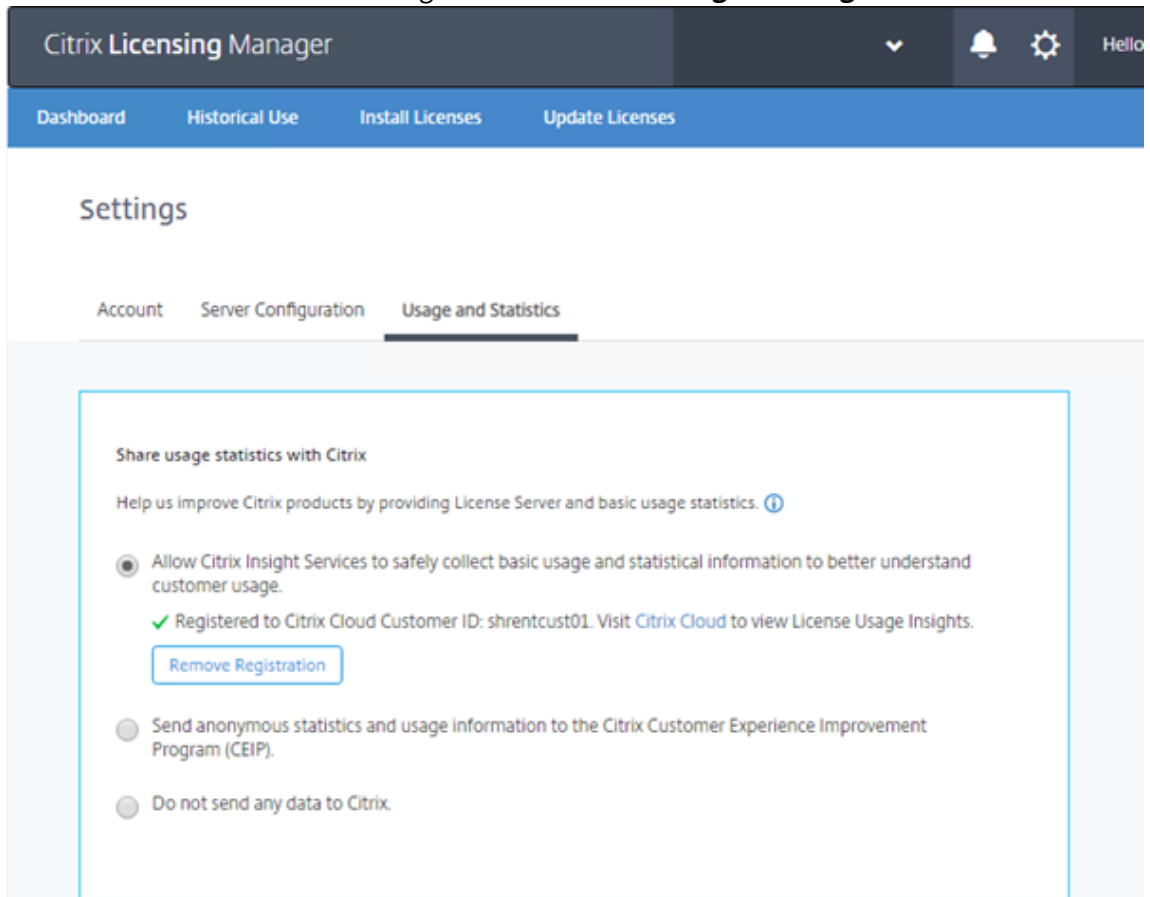 Citrix Licensing Manager
Hello
Dashboard Historical Use Install Licenses Update Licenses
Settings
Account Server Configuration Usage and Statistics
Share usage statistics with Citrix
Help us improve Citrix products by providing License Server and basic usage statistics.
Allow Citrix Insight Services to safely collect basic usage and statistical information to better understand
customer usage.
Registered to Citrix Cloud Customer ID: shrentcust01. Visit Citrix Cloud to view License Usage Insights.
Remove Registration
Send anonymous statistics and usage information to the Citrix Customer Experience Improvement
Program (CEIP).
Do not send any data to Citrix.